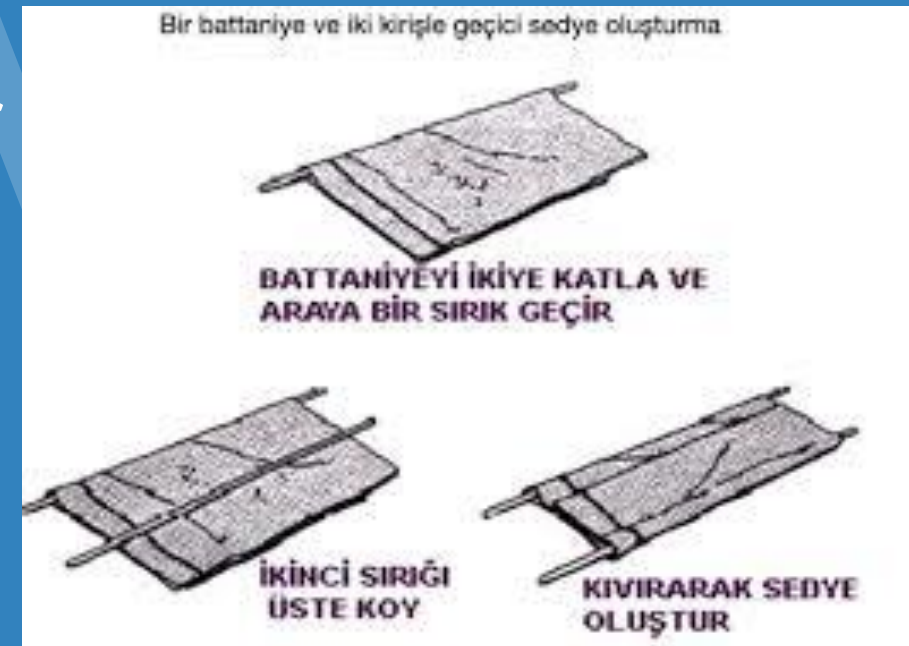 Bir battaniye ve iki kirişle geçici sedye oluşturma
BATTANİYEYİ İKİYE KATLA VE
ARAYA BİR SIRIK GEÇİR
İKİNCİ SIRIĞI
ÜSTE KOY
KIVIRARAK SEDYE
OLUŞTUR